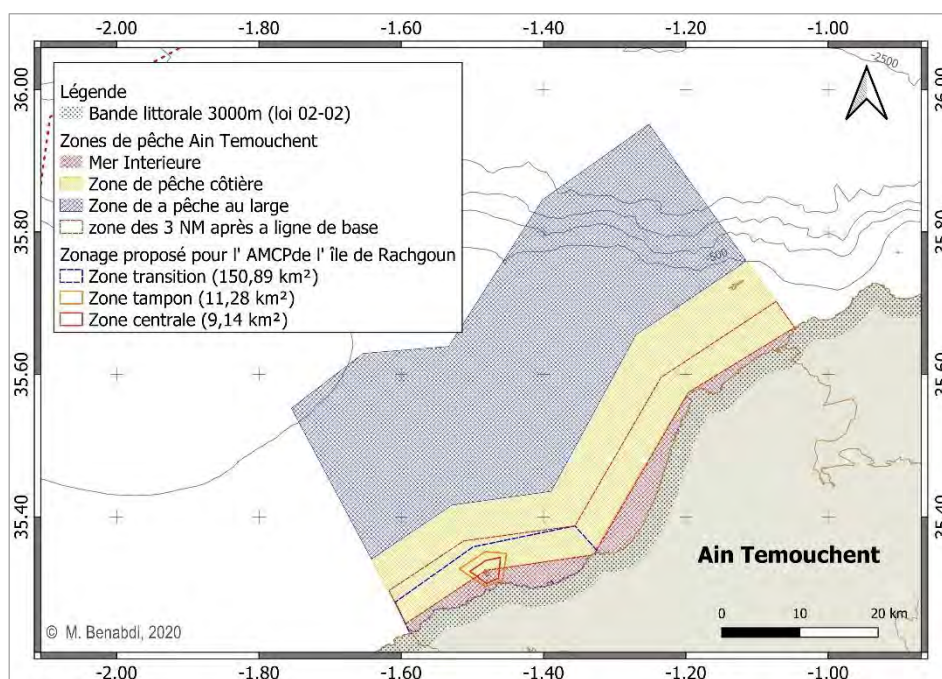 -2.00 -1.80 -1.60 -1.40 -1.20 -1.00
36.00
35.80
35.60
35.40
36.00
35.80
35.60
35.40
-2500
-500
Légende
Bande littorale 3000m (loi 02-02)
Zones de pêche Ain Temouchent
Mer Interieure
Zone de pêche côtière
Zone de a pêche au large
zone des 3 NM après a ligne de base
Zonage proposé pour l' AMCPde l' île de Rachgoun
Zone transition (150,89 km²)
Zone tampon (11,28 km²)
Zone centrale (9,14 km²)
Ain Temouchent
0 10 20 km
© M. Benabdi, 2020
-2.00 -1.80 -1.60 -1.40 -1.20 -1.00